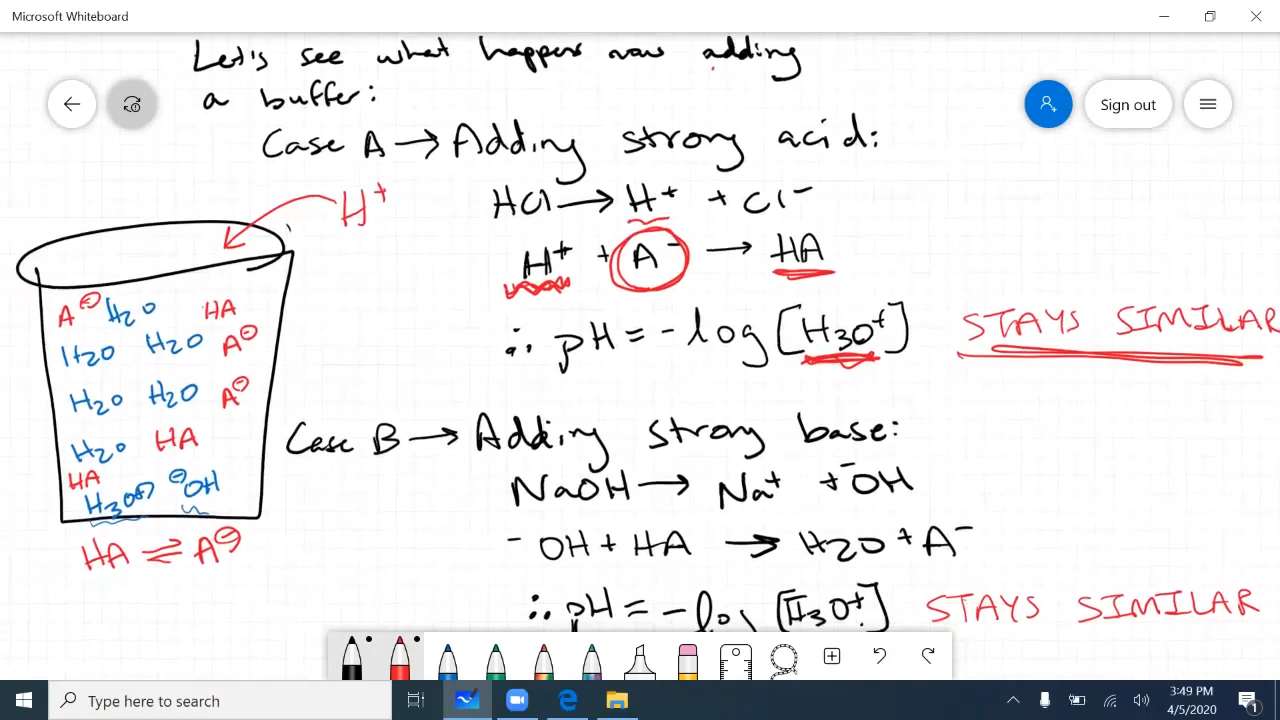 Microsoft Whiteboard
Let's see what happens now adding
a buffer:
Sign out
Case A → Adding strong acid:
H+
HCl → H+ + Cl-
H+ + A- → HA
∴ pH = -log [H3O+] STAYS SIMILAR
A⊖ H2O HA
H2O H2O A⊖
H2O H2O A⊖
H2O HA
HA
H3O⊕ ⊖OH
HA ⇌ A⊖
Case B → Adding strong base:
NaOH → Na+ + -OH
-OH + HA → H2O + A-
∴ pH = -log [H3O+] STAYS SIMILAR
Type here to search
3:49 PM
4/5/2020
1